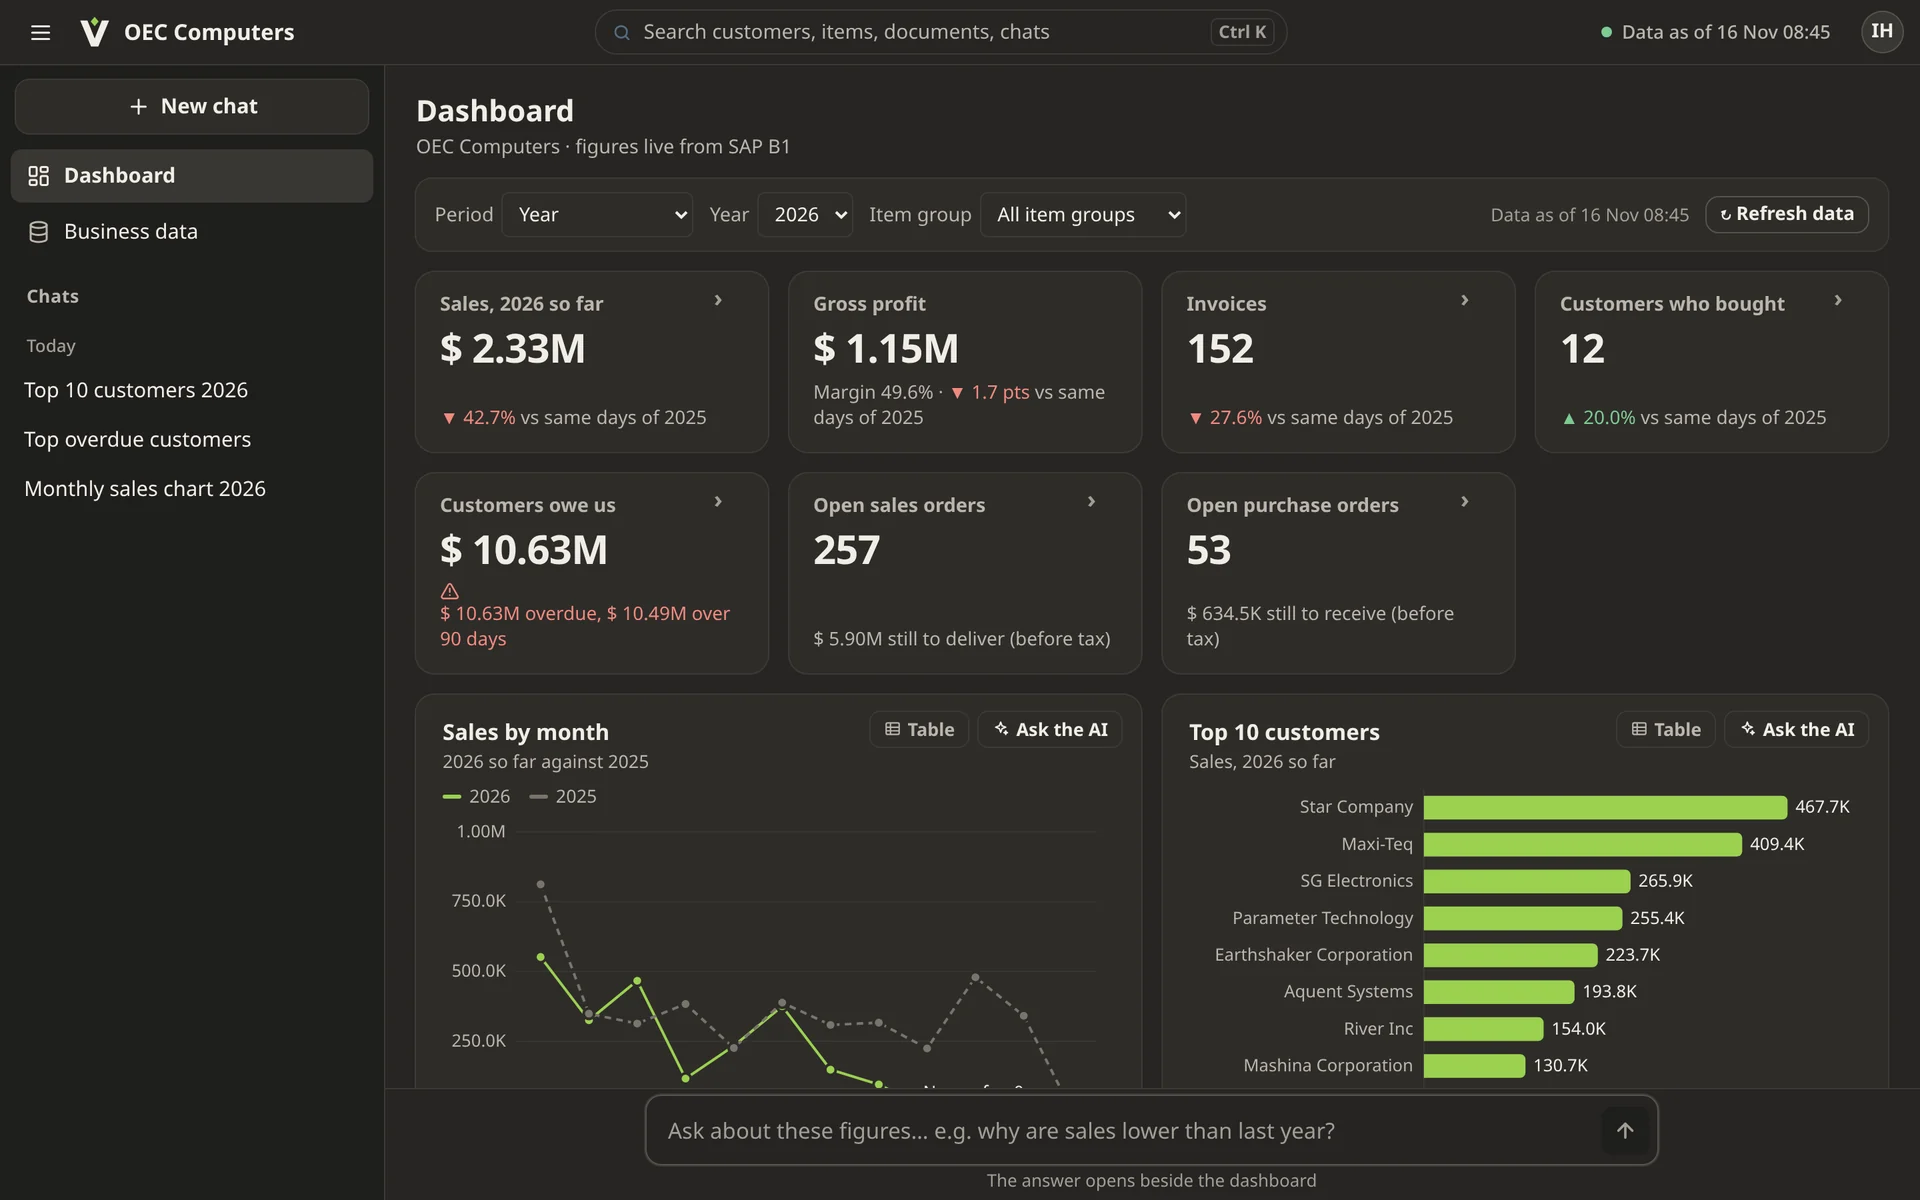 OEC Computers
Search customers, items, documents, chats
Ctrl K
Data as of 16 Nov 08:45
IH
New chat
Dashboard
Business data
Chats
Today
Top 10 customers 2026
Top overdue customers
Monthly sales chart 2026
Dashboard
OEC Computers · figures live from SAP B1
Period
Year
Year
2026
Item group
All item groups
Data as of 16 Nov 08:45
Refresh data
Sales, 2026 so far
$ 2.33M
▼ 42.7% vs same days of 2025
Gross profit
$ 1.15M
Margin 49.6% · ▼ 1.7 pts vs same
days of 2025
Invoices
152
▼ 27.6% vs same days of 2025
Customers who bought
12
▲ 20.0% vs same days of 2025
Customers owe us
$ 10.63M
$ 10.63M overdue, $ 10.49M over
90 days
Open sales orders
257
$ 5.90M still to deliver (before tax)
Open purchase orders
53
$ 634.5K still to receive (before
tax)
Sales by month
Table
Ask the AI
2026 so far against 2025
2026
2025
1.00M
750.0K
500.0K
250.0K
Top 10 customers
Table
Ask the AI
Sales, 2026 so far
Star Company 467.7K
Maxi-Teq 409.4K
SG Electronics 265.9K
Parameter Technology 255.4K
Earthshaker Corporation 223.7K
Aquent Systems 193.8K
River Inc 154.0K
Mashina Corporation 130.7K
Ask about these figures... e.g. why are sales lower than last year?
The answer opens beside the dashboard